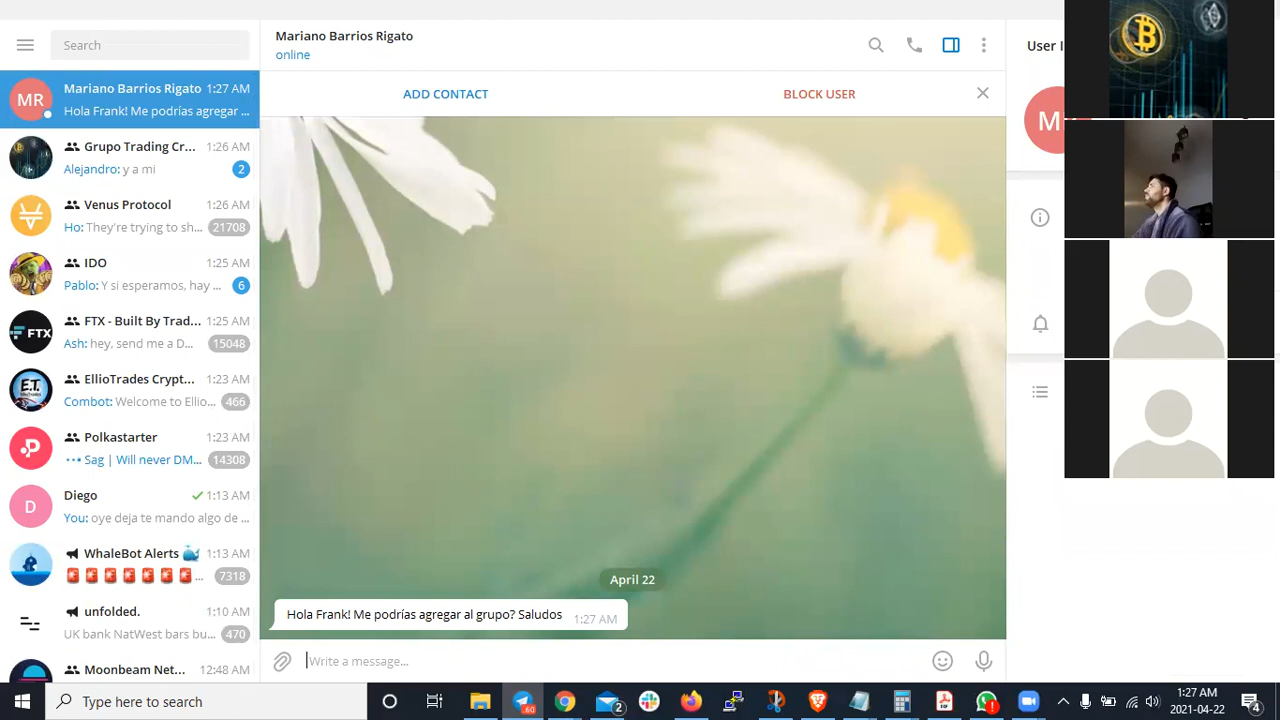 Search
Mariano Barrios Rigato 1:27 AM
Hola Frank! Me podrías agregar ...
Grupo Trading Cr... 1:26 AM
Alejandro: y a mi 2
Venus Protocol 1:26 AM
Ho: They're trying to sh... 21708
IDO 1:25 AM
Pablo: Y si esperamos, hay ... 6
FTX - Built By Trad... 1:25 AM
Ash: hey, send me a D... 15048
EllioTrades Crypt... 1:23 AM
Combot: Welcome to Ellio... 466
Polkastarter 1:23 AM
Sag | Will never DM... 14308
Diego 1:13 AM
You: oye deja te mando algo de ...
WhaleBot Alerts 1:13 AM
7318
unfolded. 1:10 AM
UK bank NatWest bars bu... 470
Moonbeam Net... 12:48 AM
MR
FTX
E.T.
D
Mariano Barrios Rigato
online
ADD CONTACT
BLOCK USER
April 22
Hola Frank! Me podrías agregar al grupo? Saludos 1:27 AM
Write a message...
User I
M
Type here to search
.60
2
1:27 AM
2021-04-22
4